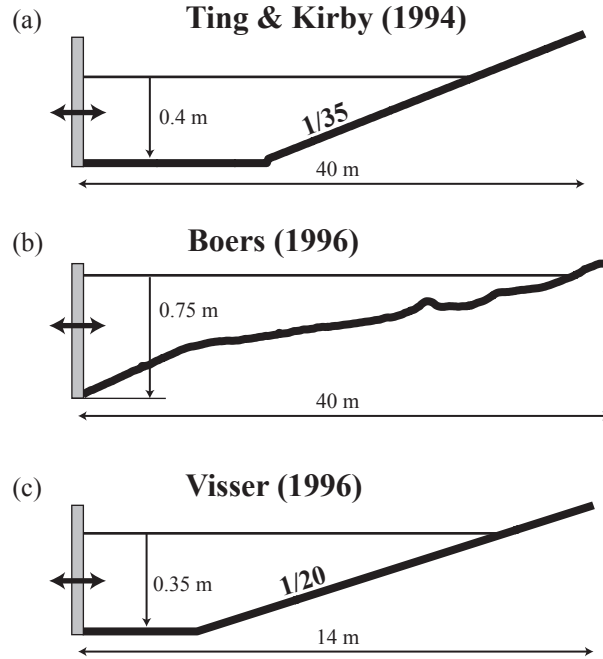 (a) Ting & Kirby (1994)
0.4 m
1/35
40 m
(b) Boers (1996)
0.75 m
40 m
(c) Visser (1996)
0.35 m
1/20
14 m